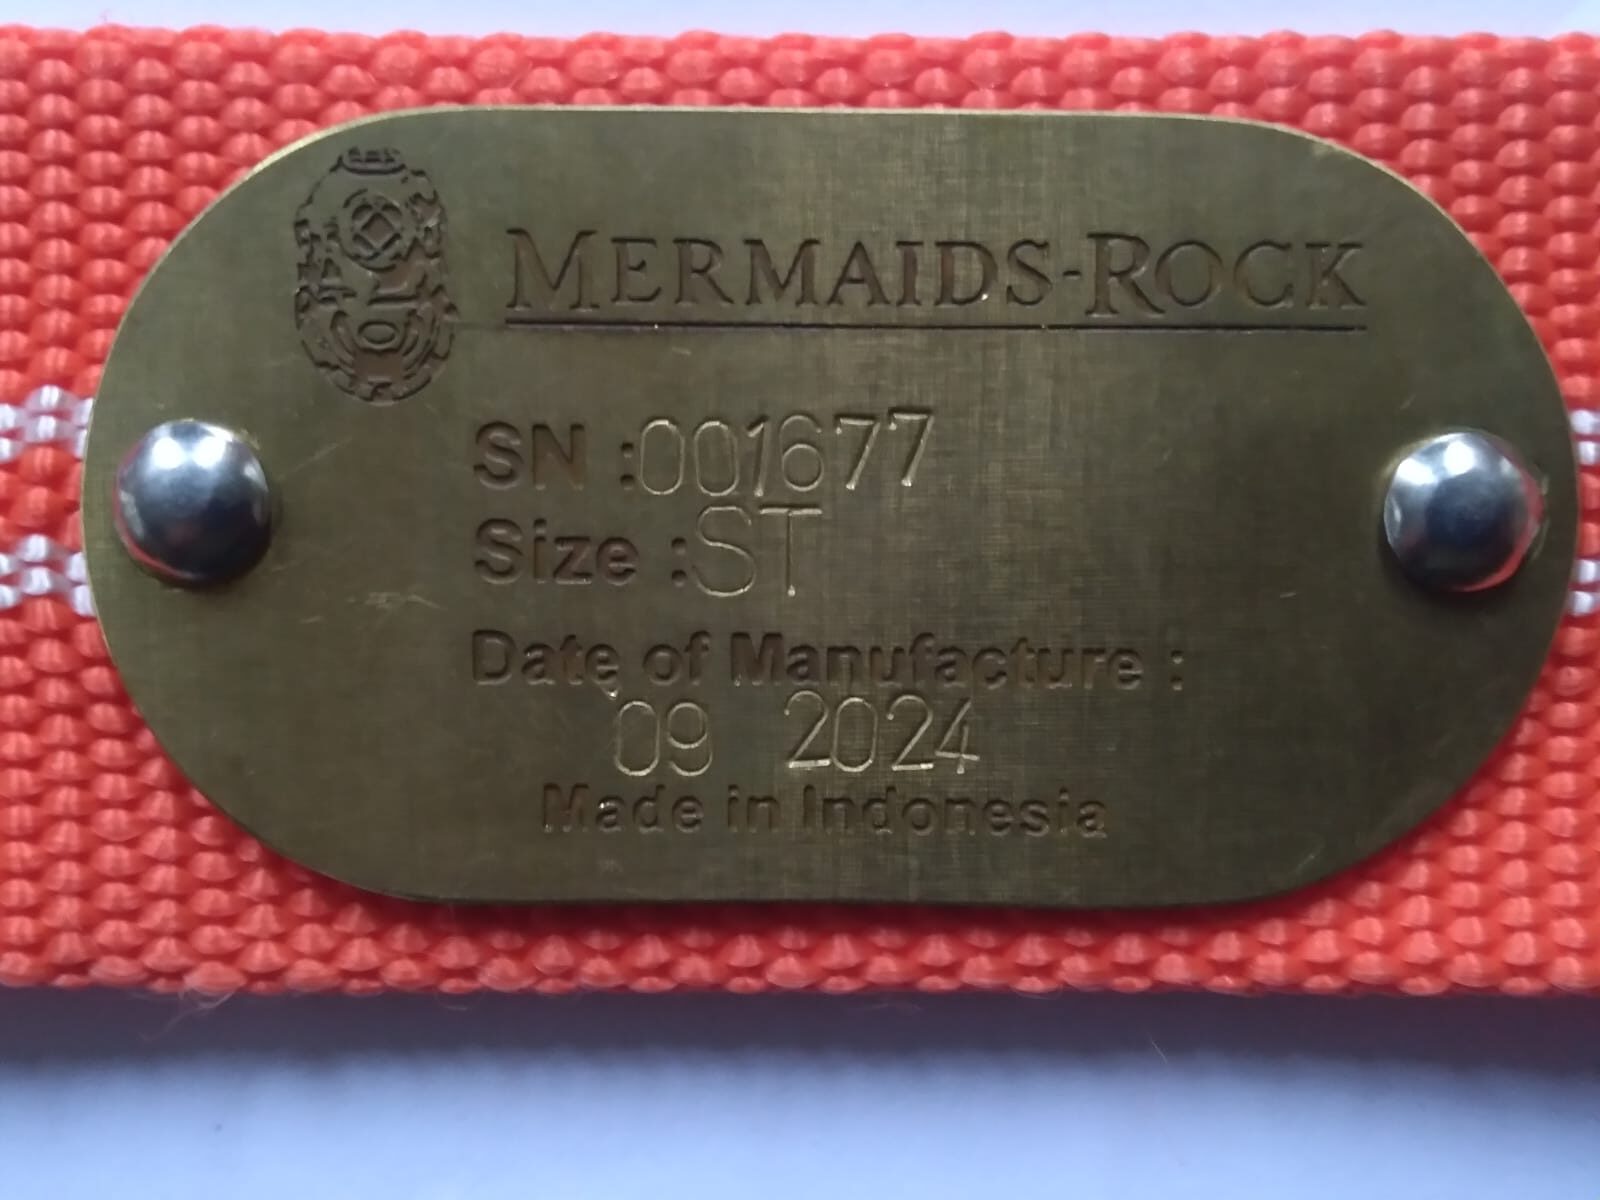 MERMAIDS-ROCK
SN :001677
Size :ST
Date of Manufacture :
09 2024
Made in Indonesia